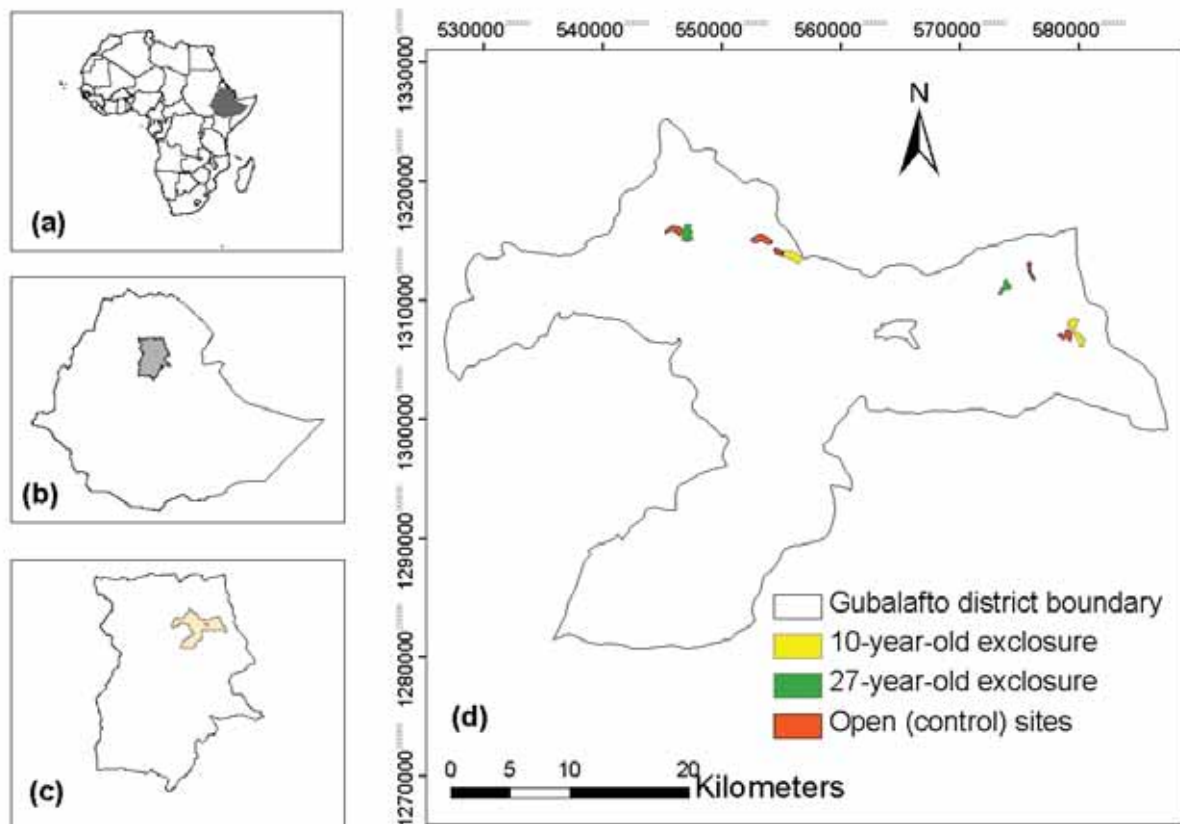 (a)
(b)
(c)
530000 540000 550000 560000 570000 580000
1330000
1320000
1310000
1300000
1290000
1280000
1270000
N
Gubalafto district boundary
10-year-old exclosure
27-year-old exclosure
Open (control) sites
(d)
0 5 10 20
Kilometers